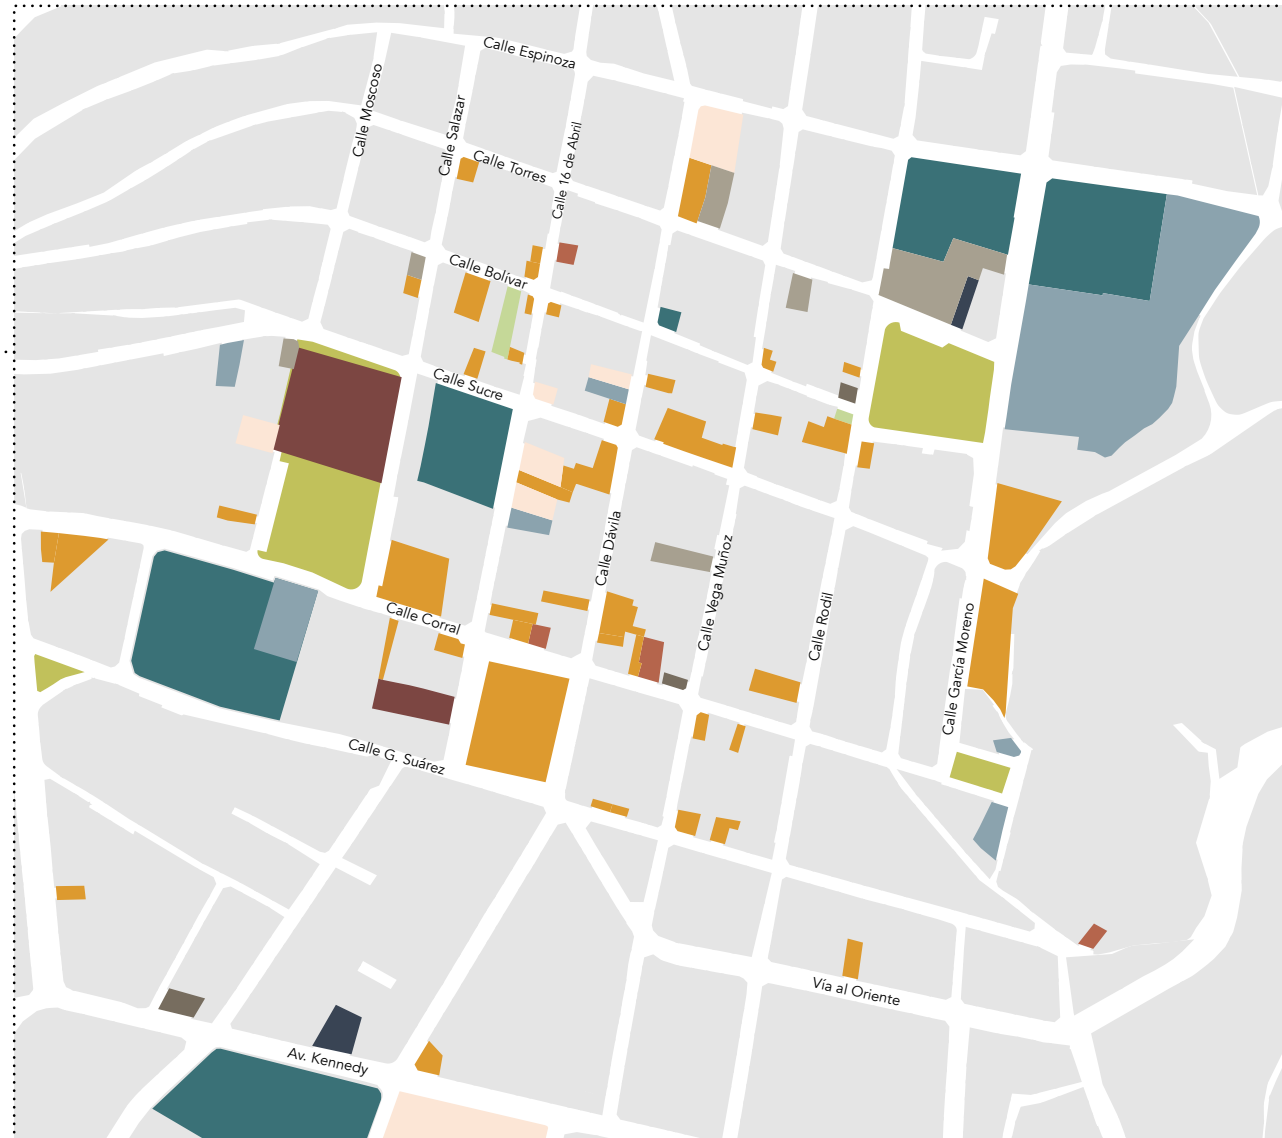 Calle Espinoza
Calle Moscoso
Calle Salazar
Calle 16 de Abril
Calle Torres
Calle Bolívar
Calle Sucre
Calle Dávila
Calle Vega Muñoz
Calle Rodil
Calle García Moreno
Calle Corral
Calle G. Suárez
Vía al Oriente
Av. Kennedy